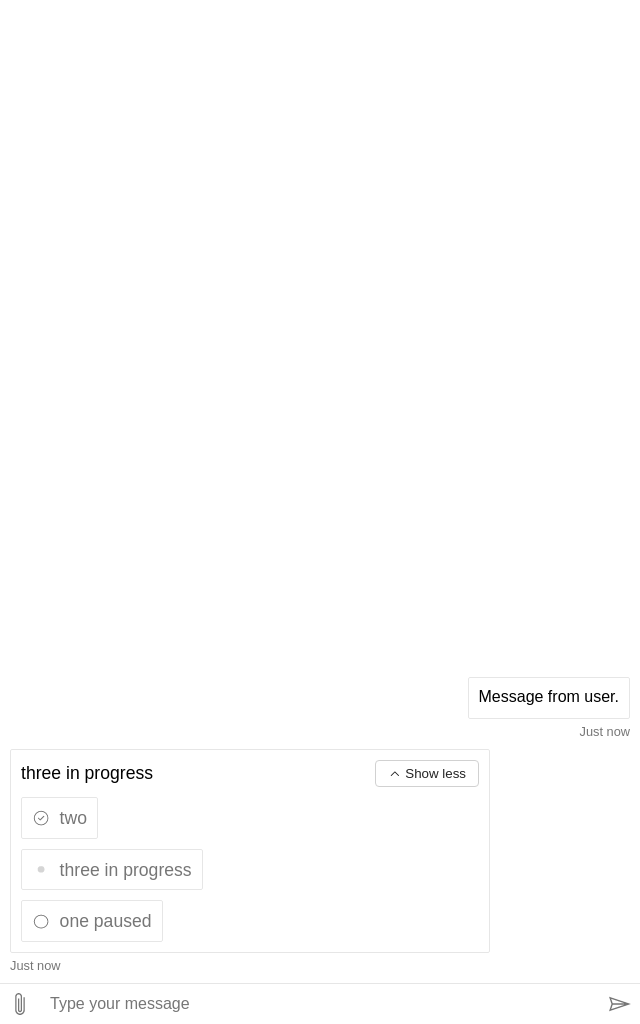 Message from user.
Just now
three in progress
Show less
two
three in progress
one paused
Just now
Type your message